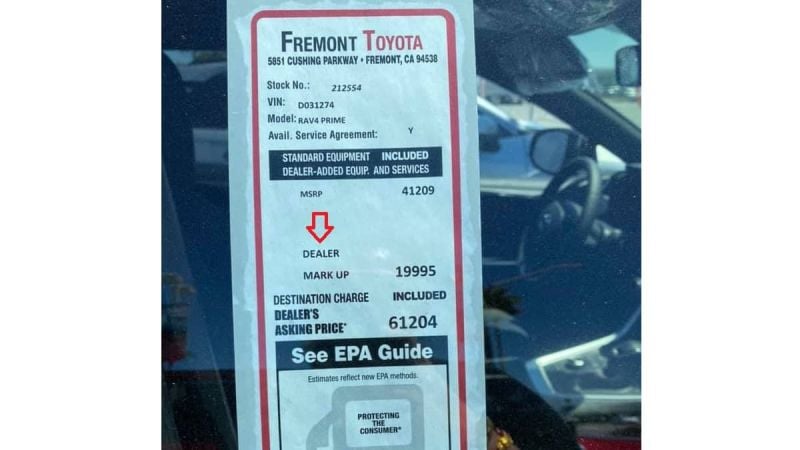 FREMONT TOYOTA
5851 CUSHING PARKWAY • FREMONT, CA 94538
Stock No.: 212554
VIN: D031274
Model: RAV4 PRIME
Avail. Service Agreement: Y
STANDARD EQUIPMENT INCLUDED
DEALER-ADDED EQUIP. AND SERVICES
MSRP 41209
DEALER
MARK UP 19995
DESTINATION CHARGE INCLUDED
DEALER'S
ASKING PRICE* 61204
See EPA Guide
Estimates reflect new EPA methods.
PROTECTING
THE
CONSUMER*